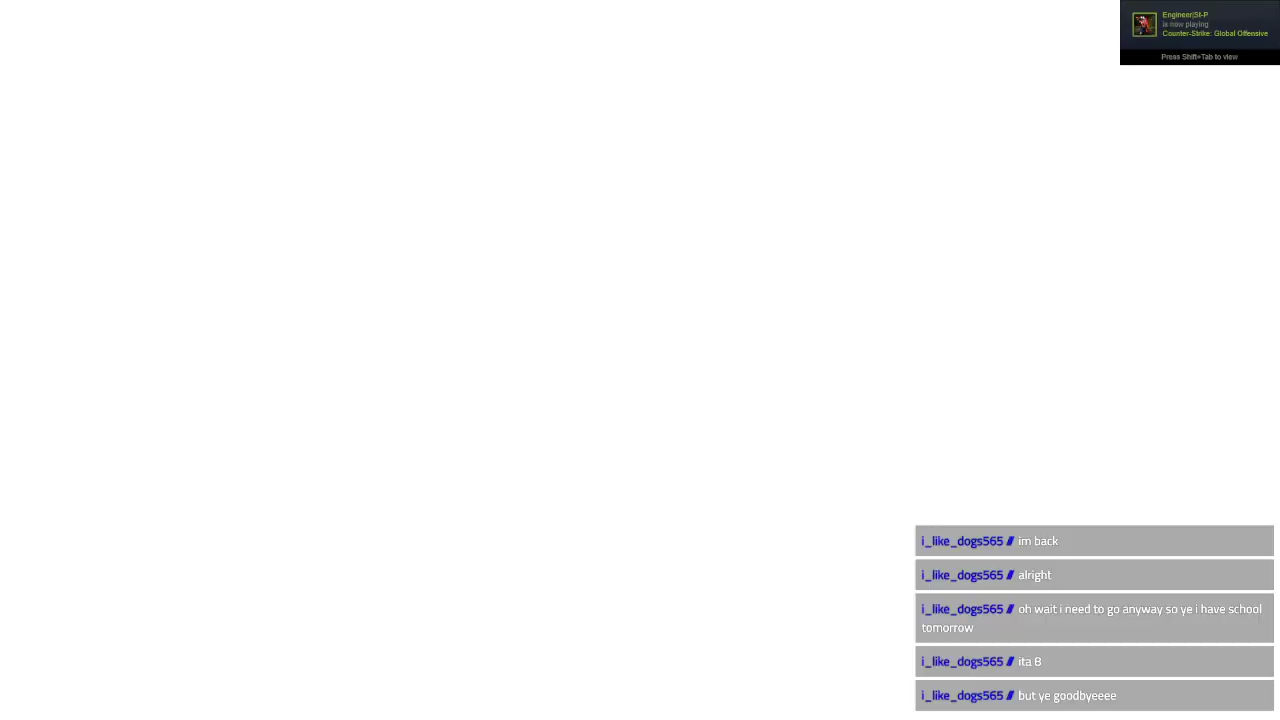 Engineer|St-P
is now playing
Counter-Strike: Global Offensive
Press Shift+Tab to view
i_like_dogs565 // im back
i_like_dogs565 // alright
i_like_dogs565 // oh wait i need to go anyway so ye i have school
tomorrow
i_like_dogs565 // ita 8
i_like_dogs565 // but ye goodbyeeee